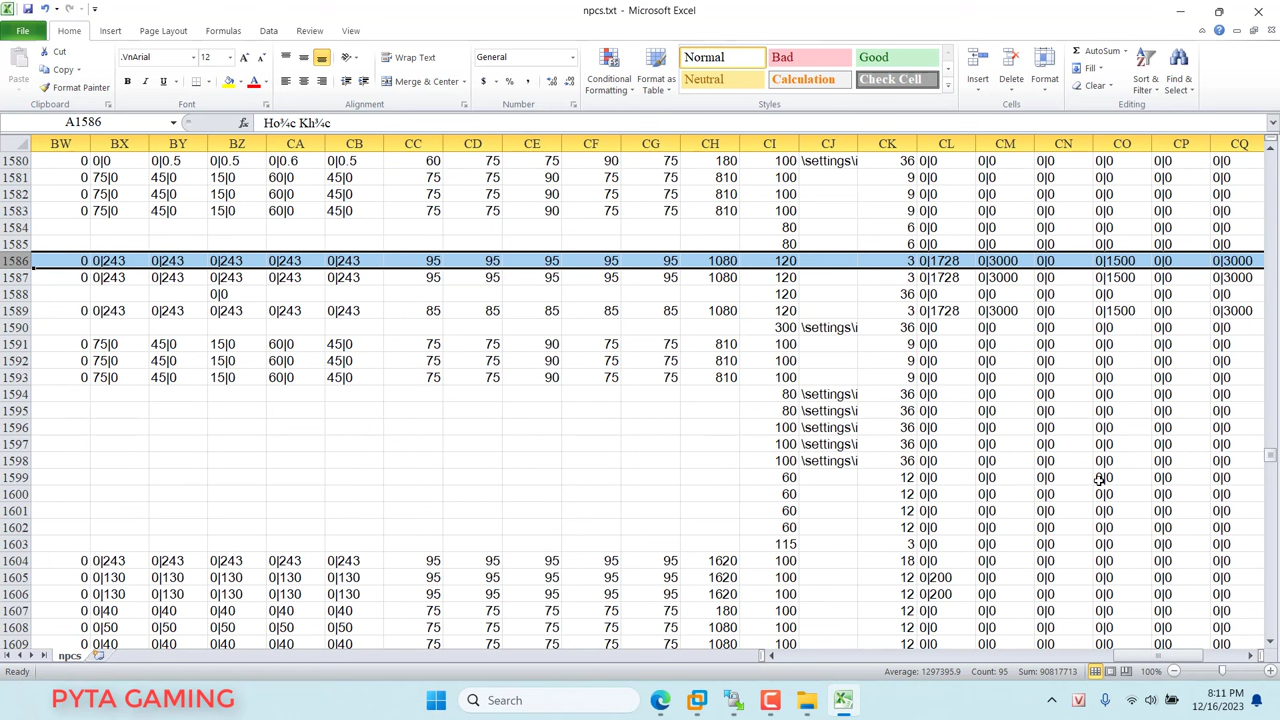 npcs.txt - Microsoft Excel
File Home Insert Page Layout Formulas Data Review View
Paste Cut Copy Format Painter Clipboard
.VnArial 12 Font
Wrap Text Merge & Center Alignment
General Number
Conditional Formatting Format as Table Normal Bad Good Neutral Calculation Check Cell Styles
Insert Delete Format Cells
AutoSum Fill Clear Sort & Filter Find & Select Editing
A1586 fx Ho¾c Kh¾c
BW BX BY BZ CA CB CC CD CE CF CG CH CI CJ CK CL CM CN CO CP CQ
1580 0 0|0 0|0.5 0|0.5 0|0.6 0|0.5 60 75 75 90 75 180 100 \settings\i 36 0|0 0|0 0|0 0|0 0|0 0|0
1581 0 75|0 45|0 15|0 60|0 45|0 75 75 90 75 75 810 100 9 0|0 0|0 0|0 0|0 0|0 0|0
1582 0 75|0 45|0 15|0 60|0 45|0 75 75 90 75 75 810 100 9 0|0 0|0 0|0 0|0 0|0 0|0
1583 0 75|0 45|0 15|0 60|0 45|0 75 75 90 75 75 810 100 9 0|0 0|0 0|0 0|0 0|0 0|0
1584 80 6 0|0 0|0 0|0 0|0 0|0 0|0
1585 80 6 0|0 0|0 0|0 0|0 0|0 0|0
1586 0 0|243 0|243 0|243 0|243 0|243 95 95 95 95 95 1080 120 3 0|1728 0|3000 0|0 0|1500 0|0 0|3000
1587 0 0|243 0|243 0|243 0|243 0|243 95 95 95 95 95 1080 120 3 0|1728 0|3000 0|0 0|1500 0|0 0|3000
1588 0|0 120 36 0|0 0|0 0|0 0|0 0|0 0|0
1589 0 0|243 0|243 0|243 0|243 0|243 85 85 85 85 85 1080 120 3 0|1728 0|3000 0|0 0|1500 0|0 0|3000
1590 300 \settings\i 36 0|0 0|0 0|0 0|0 0|0 0|0
1591 0 75|0 45|0 15|0 60|0 45|0 75 75 90 75 75 810 100 9 0|0 0|0 0|0 0|0 0|0 0|0
1592 0 75|0 45|0 15|0 60|0 45|0 75 75 90 75 75 810 100 9 0|0 0|0 0|0 0|0 0|0 0|0
1593 0 75|0 45|0 15|0 60|0 45|0 75 75 90 75 75 810 100 9 0|0 0|0 0|0 0|0 0|0 0|0
1594 80 \settings\i 36 0|0 0|0 0|0 0|0 0|0 0|0
1595 80 \settings\i 36 0|0 0|0 0|0 0|0 0|0 0|0
1596 100 \settings\i 36 0|0 0|0 0|0 0|0 0|0 0|0
1597 100 \settings\i 36 0|0 0|0 0|0 0|0 0|0 0|0
1598 100 \settings\i 36 0|0 0|0 0|0 0|0 0|0 0|0
1599 60 12 0|0 0|0 0|0 0|0 0|0 0|0
1600 60 12 0|0 0|0 0|0 0|0 0|0 0|0
1601 60 12 0|0 0|0 0|0 0|0 0|0 0|0
1602 60 12 0|0 0|0 0|0 0|0 0|0 0|0
1603 115 3 0|0 0|0 0|0 0|0 0|0 0|0
1604 0 0|243 0|243 0|243 0|243 0|243 95 95 95 95 95 1620 100 18 0|0 0|0 0|0 0|0 0|0 0|0
1605 0 0|130 0|130 0|130 0|130 0|130 95 95 95 95 95 1620 100 12 0|200 0|0 0|0 0|0 0|0 0|0
1606 0 0|130 0|130 0|130 0|130 0|130 95 95 95 95 95 1620 100 12 0|200 0|0 0|0 0|0 0|0 0|0
1607 0 0|40 0|40 0|40 0|40 0|40 75 75 75 75 75 180 100 12 0|0 0|0 0|0 0|0 0|0 0|0
1608 0 0|50 0|50 0|50 0|50 0|50 75 75 75 75 75 1080 100 12 0|0 0|0 0|0 0|0 0|0 0|0
1609 0 0|40 0|40 0|40 0|40 0|40 75 75 75 75 75 1080 100 12 0|0 0|0 0|0 0|0 0|0 0|0
npcs
Ready Average: 1297395.9 Count: 95 Sum: 90817713 100%
PYTA GAMING Search V 8:11 PM
12/16/2023